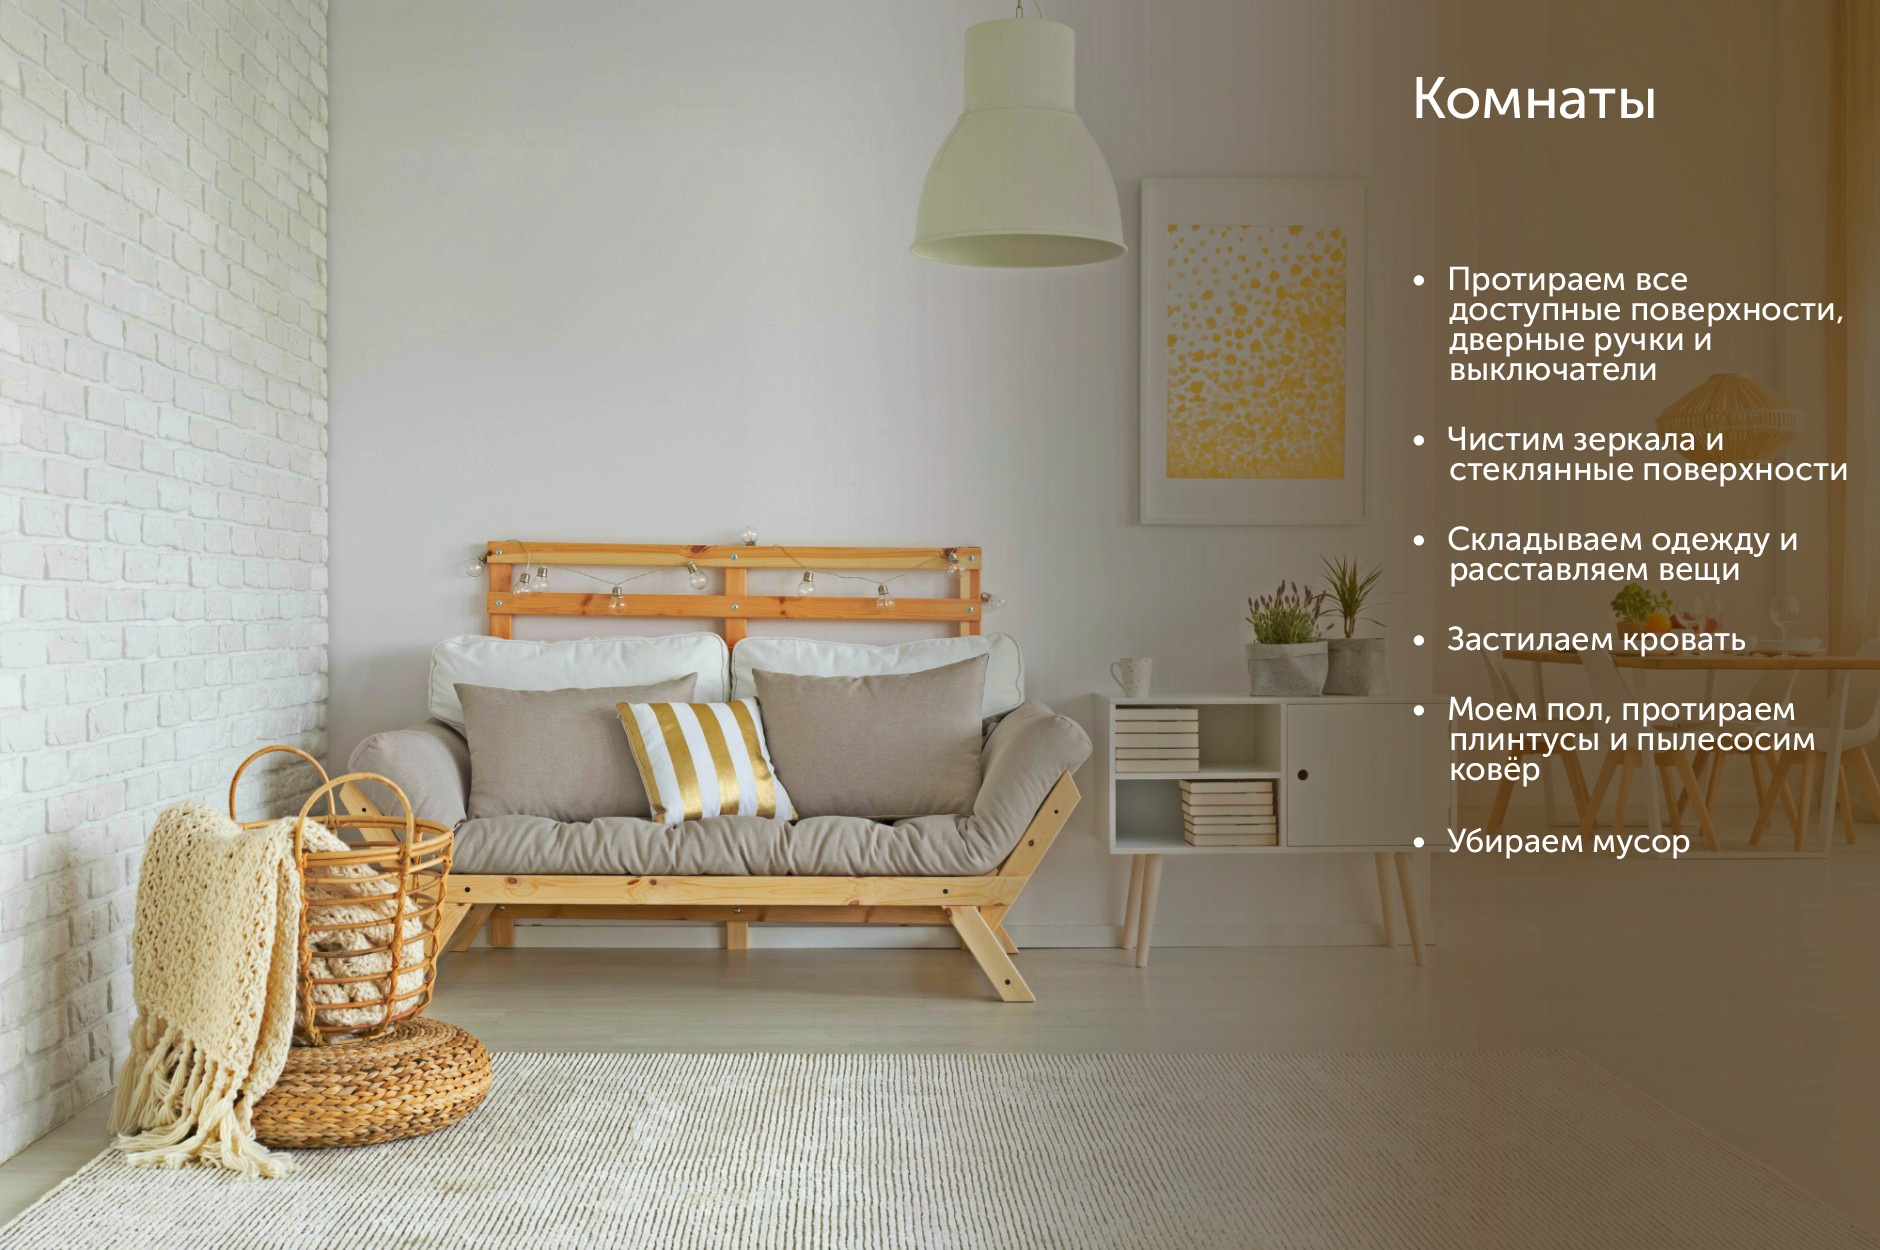 Комнаты
• Протираем все
доступные поверхности,
дверные ручки и
выключатели
• Чистим зеркала и
стеклянные поверхности
• Складываем одежду и
расставляем вещи
• Застилаем кровать
• Моем пол, протираем
плинтусы и пылесосим
ковёр
• Убираем мусор